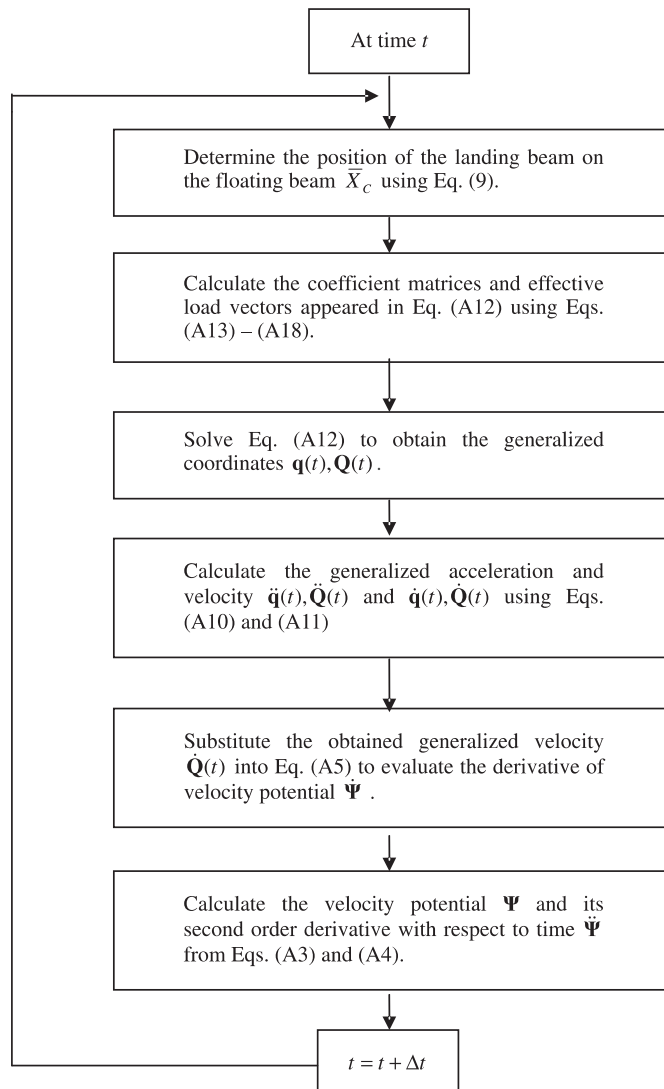 At time t
Determine the position of the landing beam on
the floating beam X̄_C using Eq. (9).
Calculate the coefficient matrices and effective
load vectors appeared in Eq. (A12) using Eqs.
(A13) – (A18).
Solve Eq. (A12) to obtain the generalized
coordinates q(t),Q(t).
Calculate the generalized acceleration and
velocity q̈(t),Q̈(t) and q̇(t),Q̇(t) using Eqs.
(A10) and (A11)
Substitute the obtained generalized velocity
Q̇(t) into Eq. (A5) to evaluate the derivative of
velocity potential Ψ̇ .
Calculate the velocity potential Ψ and its
second order derivative with respect to time Ψ̈
from Eqs. (A3) and (A4).
t = t + Δt